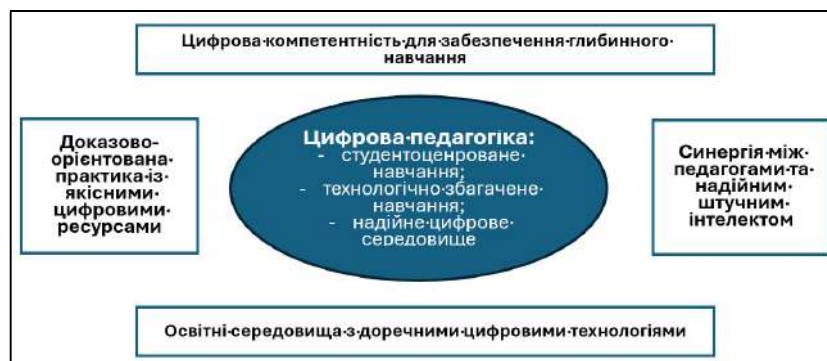 Цифрова·компетентність·для·забезпечення·глибинного·
навчання
Доказово-
орієнтована·
практика·із·
якісними·
цифровими·
ресурсами
Цифрова·педагогіка:
- студентоценроване·
навчання;
- технологічно·збагачене·
навчання;
- надійне·цифрове·
середовище
Синергія·між·
педагогами·та·
надійним·
штучним·
інтелектом
Освітні·середовища·з·доречними·цифровими·технологіями